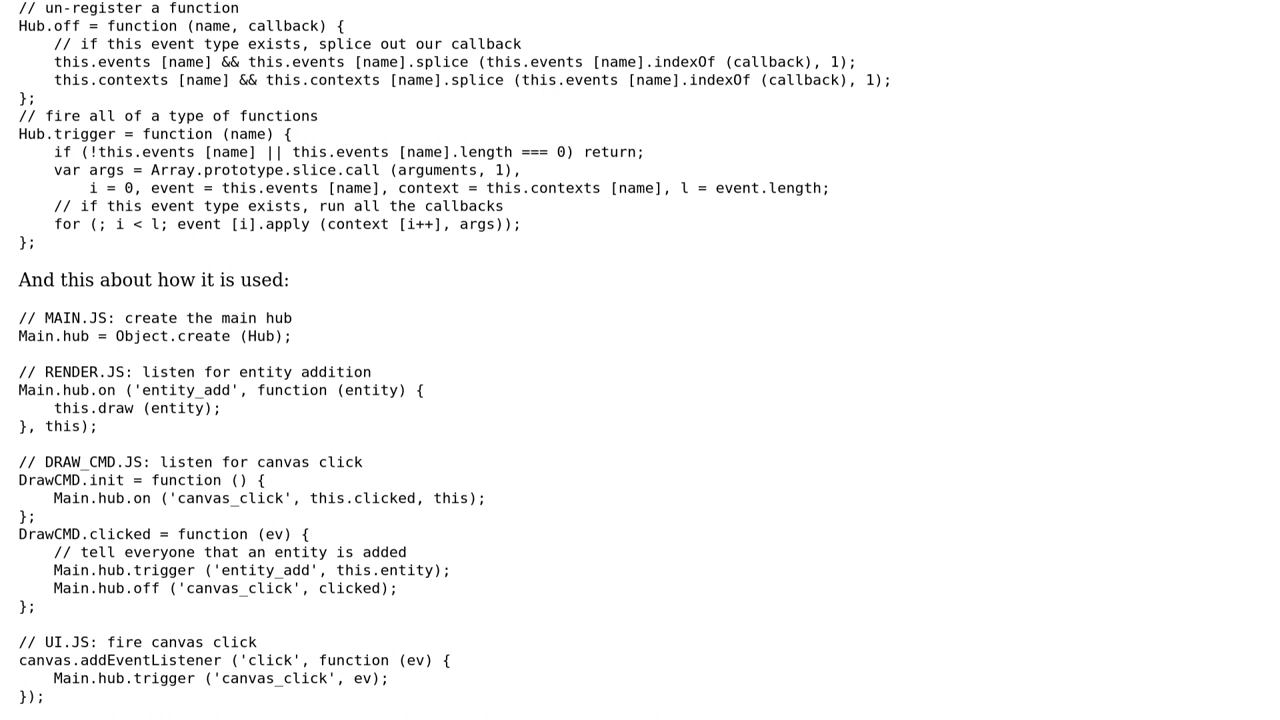 // un-register a function
Hub.off = function (name, callback) {
    // if this event type exists, splice out our callback
    this.events [name] && this.events [name].splice (this.events [name].indexOf (callback), 1);
    this.contexts [name] && this.contexts [name].splice (this.events [name].indexOf (callback), 1);
};
// fire all of a type of functions
Hub.trigger = function (name) {
    if (!this.events [name] || this.events [name].length === 0) return;
    var args = Array.prototype.slice.call (arguments, 1),
        i = 0, event = this.events [name], context = this.contexts [name], l = event.length;
    // if this event type exists, run all the callbacks
    for (; i < l; event [i].apply (context [i++], args));
};
And this about how it is used:
// MAIN.JS: create the main hub
Main.hub = Object.create (Hub);
// RENDER.JS: listen for entity addition
Main.hub.on ('entity_add', function (entity) {
    this.draw (entity);
}, this);
// DRAW_CMD.JS: listen for canvas click
DrawCMD.init = function () {
    Main.hub.on ('canvas_click', this.clicked, this);
};
DrawCMD.clicked = function (ev) {
    // tell everyone that an entity is added
    Main.hub.trigger ('entity_add', this.entity);
    Main.hub.off ('canvas_click', clicked);
};
// UI.JS: fire canvas click
canvas.addEventListener ('click', function (ev) {
    Main.hub.trigger ('canvas_click', ev);
});